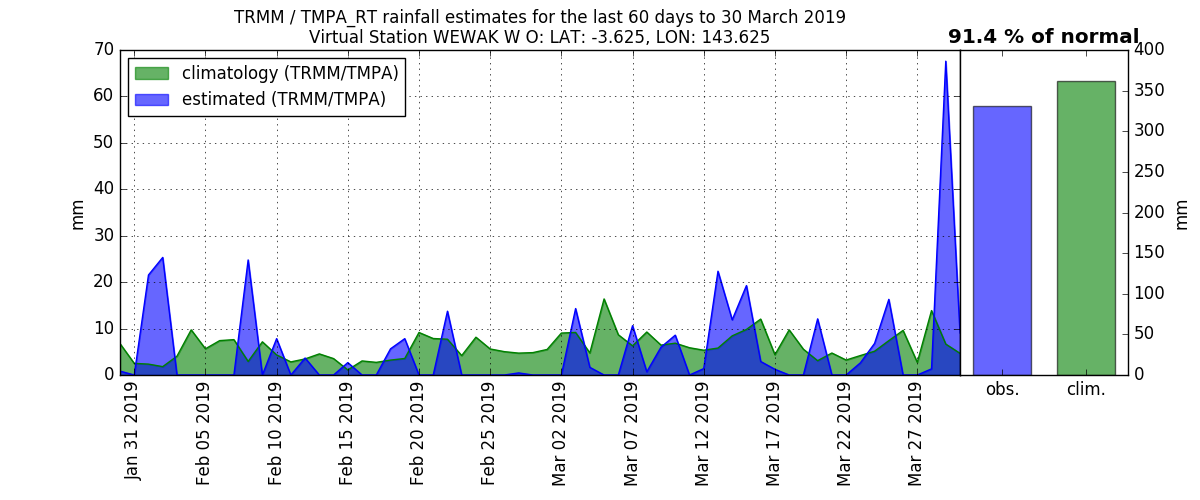 TRMM / TMPA_RT rainfall estimates for the last 60 days to 30 March 2019
Virtual Station WEWAK W O: LAT: -3.625, LON: 143.625
91.4 % of normal
climatology (TRMM/TMPA)
estimated (TRMM/TMPA)
70
60
50
40
30
20
10
0
mm
Jan 31 2019
Feb 05 2019
Feb 10 2019
Feb 15 2019
Feb 20 2019
Feb 25 2019
Mar 02 2019
Mar 07 2019
Mar 12 2019
Mar 17 2019
Mar 22 2019
Mar 27 2019
obs.
clim.
400
350
300
250
200
150
100
50
0
mm